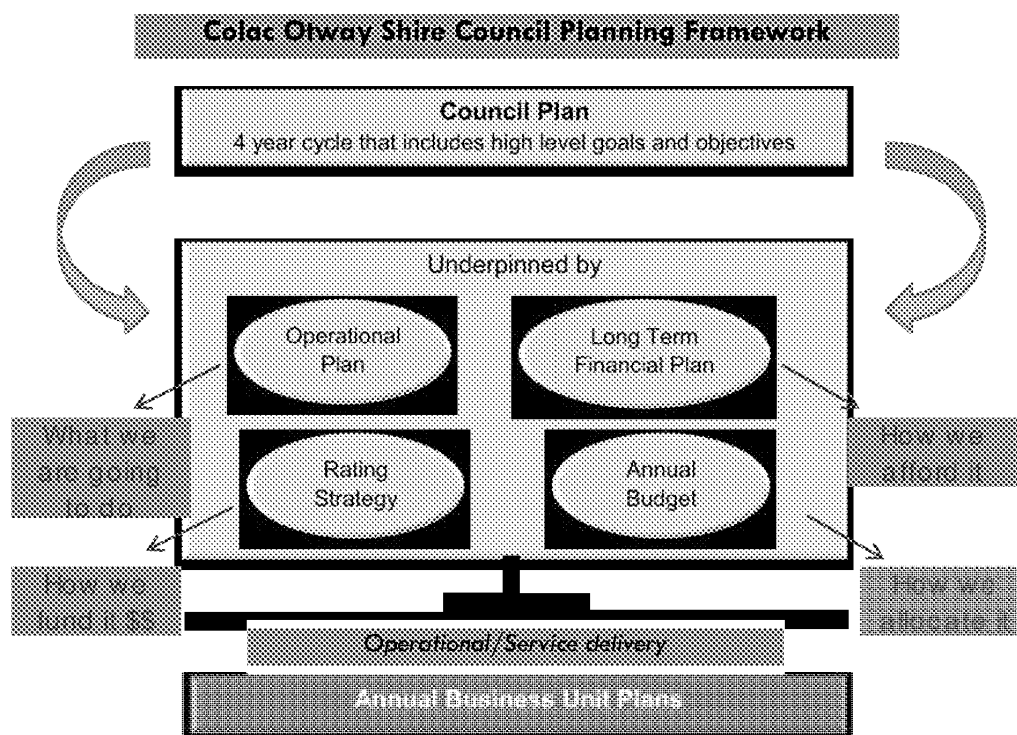 Colac Otway Shire Council Planning Framework
Council Plan
4 year cycle that includes high level goals and objectives
Underpinned by
Operational
Plan
Long Term
Financial Plan
What we
are going
to do
How we
afford it
Rating
Strategy
Annual
Budget
How we
fund it
How we
allocate it
Operational/Service delivery
Annual Business Unit Plans